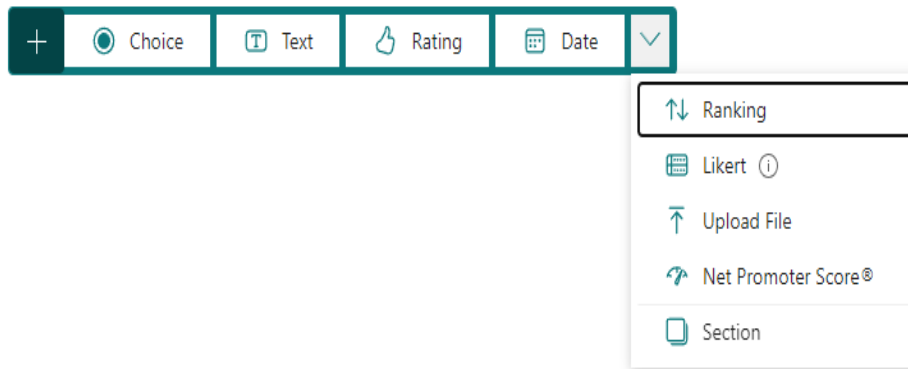 Choice Text Rating Date
Ranking
Likert
Upload File
Net Promoter Score®
Section